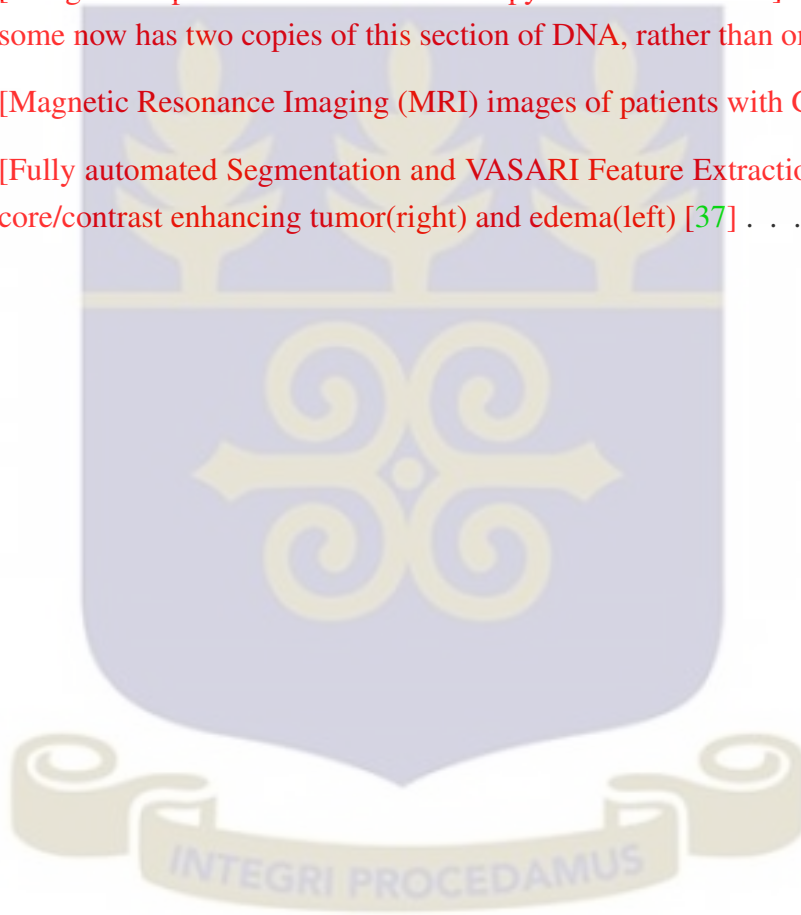 some now has two copies of this section of DNA, rather than
[Magnetic Resonance Imaging (MRI) images of patients with
[Fully automated Segmentation and VASARI Feature
core/contrast enhancing tumor(right) and edema(left) [37] . . . .
INTEGRI PROCEDAMUS